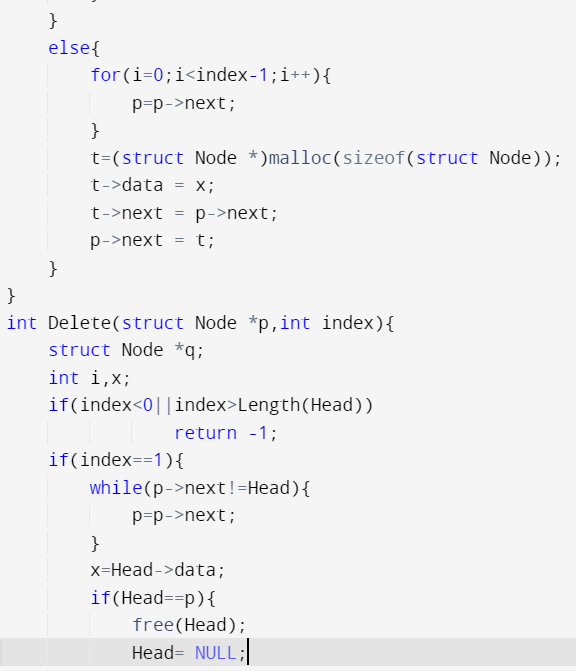 }
    else{
        for(i=0;i<index-1;i++){
            p=p->next;
        }
        t=(struct Node *)malloc(sizeof(struct Node));
        t->data = x;
        t->next = p->next;
        p->next = t;
    }
}
int Delete(struct Node *p,int index){
    struct Node *q;
    int i,x;
    if(index<0||index>Length(Head))
                return -1;
    if(index==1){
        while(p->next!=Head){
            p=p->next;
        }
        x=Head->data;
        if(Head==p){
            free(Head);
            Head= NULL;